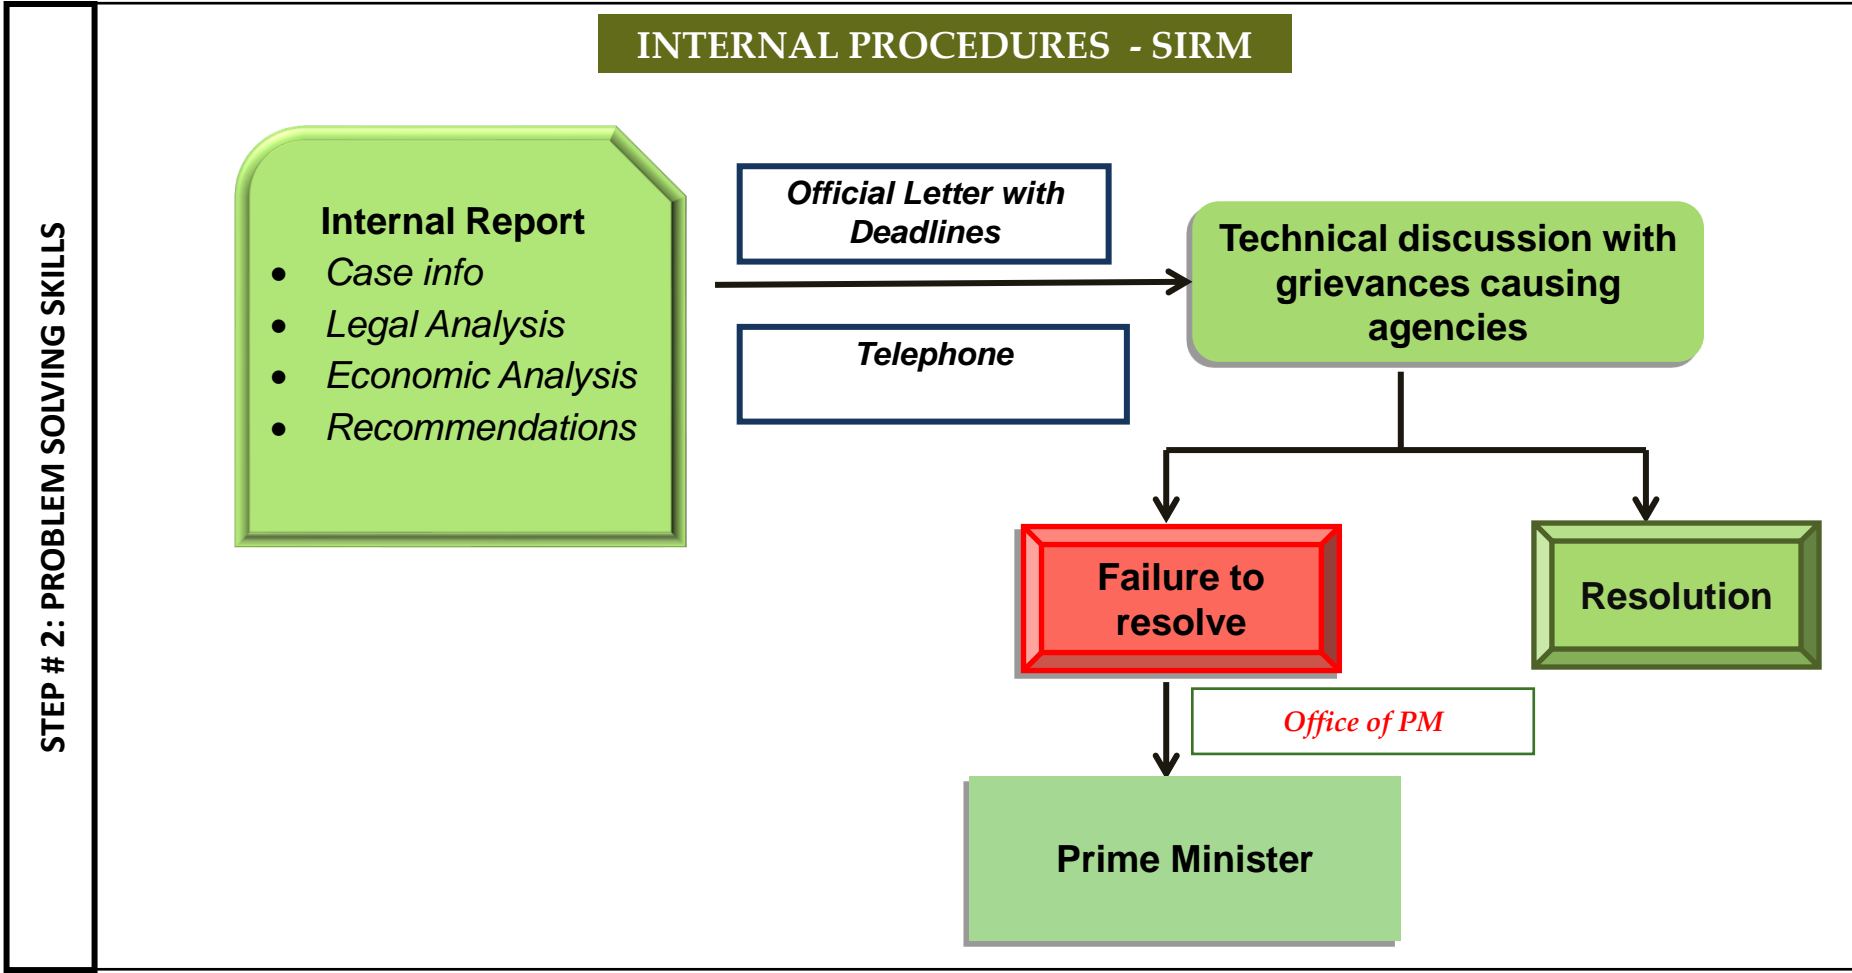 INTERNAL PROCEDURES - SIRM
STEP # 2: PROBLEM SOLVING SKILLS
Internal Report
• Case info
• Legal Analysis
• Economic Analysis
• Recommendations
Official Letter with
Deadlines
Telephone
Technical discussion with
grievances causing
agencies
Failure to
resolve
Resolution
Office of PM
Prime Minister